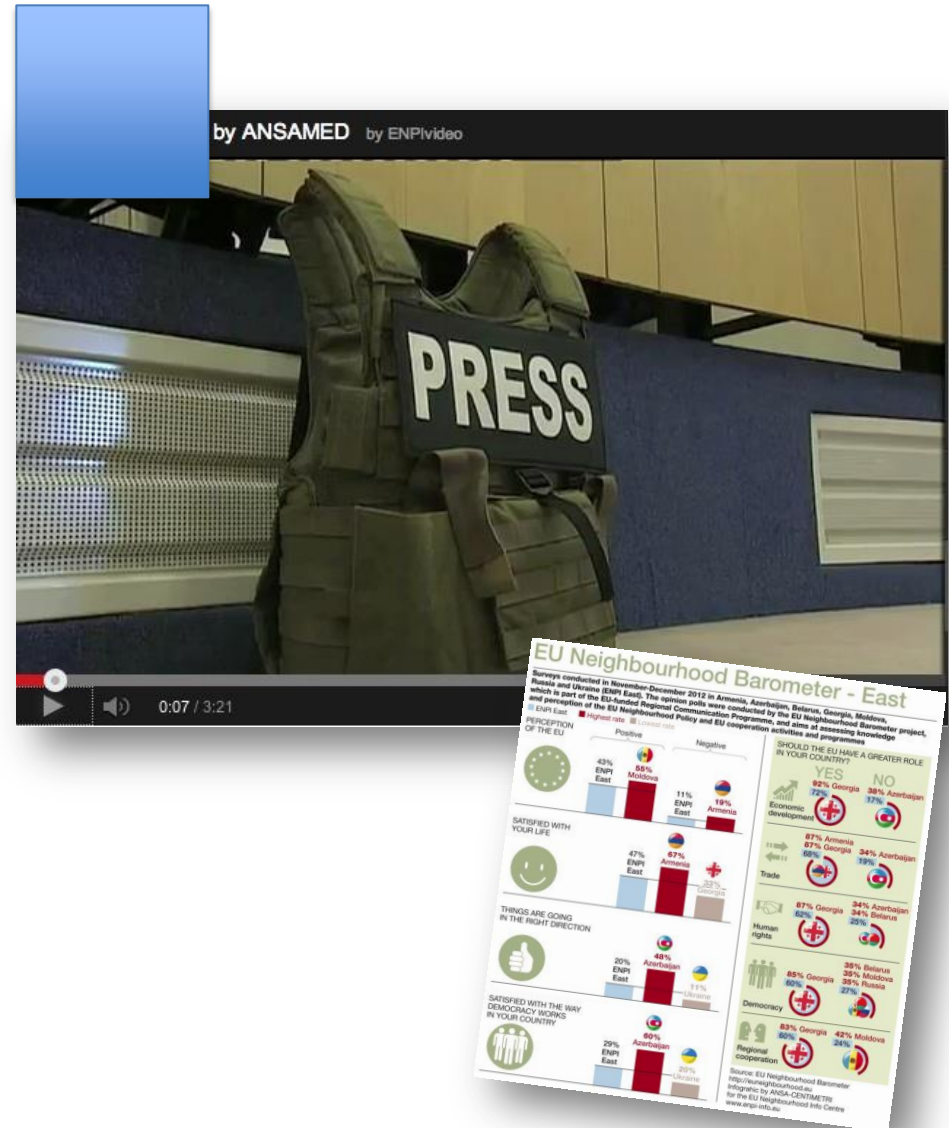 by ANSAMED by ENPIvideo
PRESS
0:07 / 3:21
EU Neighbourhood Barometer - East
Surveys conducted in November-December 2012 in Armenia, Azerbaijan, Belarus, Georgia, Moldova,
Russia and Ukraine (ENPI East). The opinion polls were conducted by the EU Neighbourhood Barometer project,
which is part of the EU-funded Regional Communication Programme, and aims at assessing knowledge
and perception of the EU Neighbourhood Policy and EU cooperation activities and programmes
ENPI East Highest rate Lowest rate
PERCEPTION
OF THE EU
Positive
Negative
43%
ENPI
East
55%
Moldova
11%
ENPI
East
19%
Armenia
SATISFIED WITH
YOUR LIFE
47%
ENPI
East
67%
Armenia
Georgia
THINGS ARE GOING
IN THE RIGHT DIRECTION
20%
ENPI
East
48%
Azerbaijan
11%
Ukraine
SATISFIED WITH THE WAY
DEMOCRACY WORKS
IN YOUR COUNTRY
29%
ENPI
East
60%
Azerbaijan
20%
Ukraine
SHOULD THE EU HAVE A GREATER ROLE
IN YOUR COUNTRY?
YES NO
92% Georgia 38% Azerbaijan
72% 17%
Economic
development
87% Armenia
87% Georgia 34% Azerbaijan
68% 19%
Trade
34% Azerbaijan
87% Georgia 34% Belarus
62% 25%
Human
rights
35% Belarus
35% Moldova
85% Georgia 35% Russia
60% 27%
Democracy
83% Georgia 42% Moldova
60% 24%
Regional
cooperation
Source: EU Neighbourhood Barometer
http://euneighbourhood.eu
Infographic by ANSA-CENTIMETRI
for the EU Neighbourhood Info Centre
www.enpi-info.eu